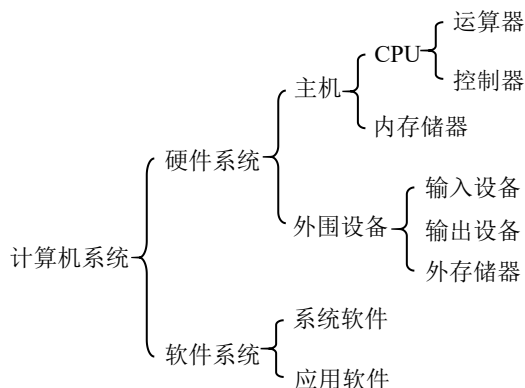 计算机系统
硬件系统
主机
CPU
运算器
控制器
内存储器
外围设备
输入设备
输出设备
外存储器
软件系统
系统软件
应用软件